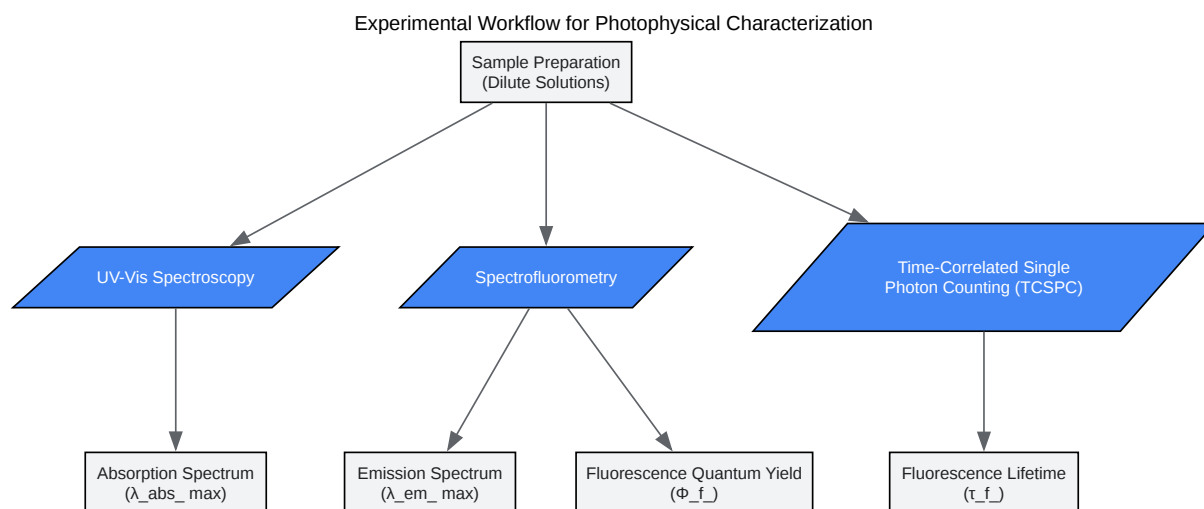 Experimental Workflow for Photophysical Characterization
Sample Preparation
(Dilute Solutions)
UV-Vis Spectroscopy
Spectrofluorometry
Time-Correlated Single
Photon Counting (TCSPC)
Absorption Spectrum
(λ_abs_ max)
Emission Spectrum
(λ_em_ max)
Fluorescence Quantum Yield
(Φ_f_)
Fluorescence Lifetime
(τ_f_)